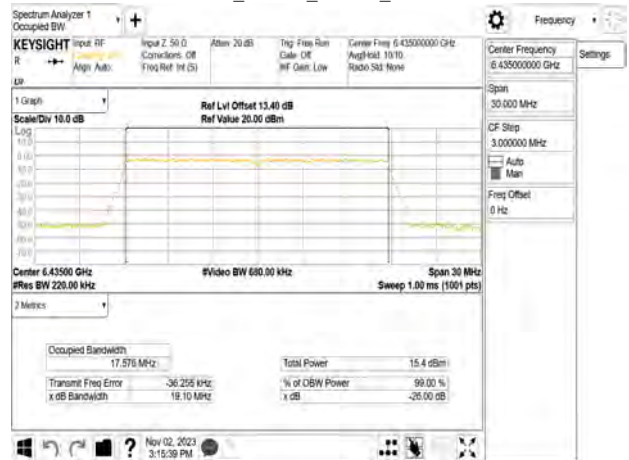 Spectrum Analyzer 1
Occupied BW
Frequency
KEYSIGHT
Input: RF
Input Z: 50 Ω
Atten: 20 dB
Trig: Free Run
Center Freq: 6.435000000 GHz
R
Corrections: Off
Gate: Off
Avg|Hold: 10/10
Align: Auto
Freq Ref: Int (S)
#IF Gain: Low
Radio Std: None
Center Frequency
6.435000000 GHz
Settings
Span
30.000 MHz
CF Step
3.000000 MHz
Auto
Man
Freq Offset
0 Hz
1 Graph
Scale/Div 10.0 dB
Ref Lvl Offset 13.40 dB
Ref Value 20.00 dBm
Log
Center 6.43500 GHz
#Video BW 680.00 kHz
Span 30 MHz
#Res BW 220.00 kHz
Sweep 1.00 ms (1001 pts)
2 Metrics
Occupied Bandwidth
17.576 MHz
Total Power
15.4 dBm
Transmit Freq Error
-36.255 kHz
% of OBW Power
99.00 %
x dB Bandwidth
19.10 MHz
x dB
-26.00 dB
?
Nov 02, 2023
3:15:39 PM